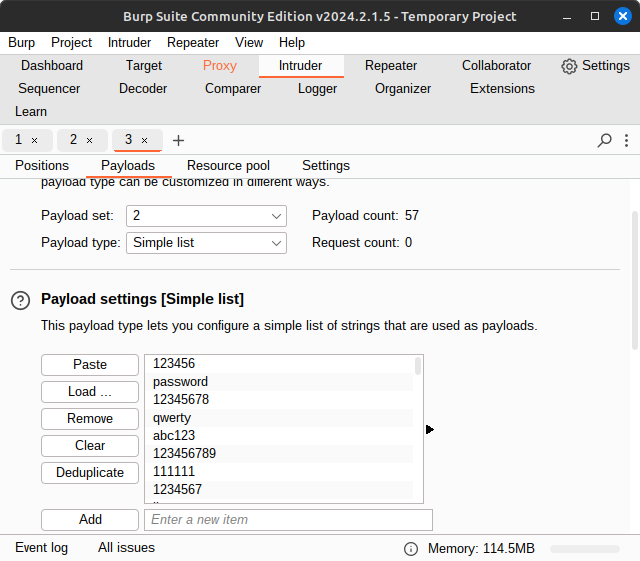 Burp Suite Community Edition v2024.2.1.5 - Temporary Project
Burp Project Intruder Repeater View Help
Dashboard Target Proxy Intruder Repeater Collaborator Settings
Sequencer Decoder Comparer Logger Organizer Extensions
Learn
1 × 2 × 3 × +
Positions Payloads Resource pool Settings
payload type can be customized in different ways.
Payload set: 2 Payload count: 57
Payload type: Simple list Request count: 0
? Payload settings [Simple list]
This payload type lets you configure a simple list of strings that are used as payloads.
Paste
Load ...
Remove
Clear
Deduplicate
123456
password
12345678
qwerty
abc123
123456789
111111
1234567
Add Enter a new item
Event log All issues Memory: 114.5MB